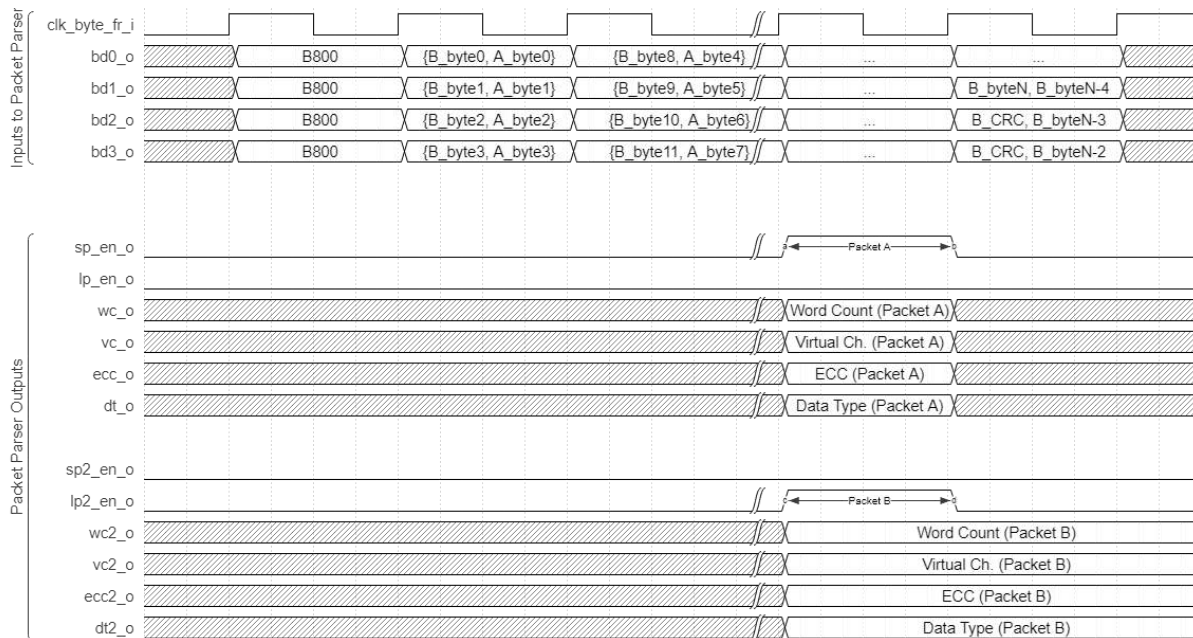 Inputs to Packet Parser
clk_byte_fr_i
bd0_o B800 {B_byte0, A_byte0} {B_byte8, A_byte4} ... ...
bd1_o B800 {B_byte1, A_byte1} {B_byte9, A_byte5} ... B_byteN, B_byteN-4
bd2_o B800 {B_byte2, A_byte2} {B_byte10, A_byte6} ... B_CRC, B_byteN-3
bd3_o B800 {B_byte3, A_byte3} {B_byte11, A_byte7} ... B_CRC, B_byteN-2
Packet Parser Outputs
sp_en_o a Packet A b
lp_en_o
wc_o Word Count (Packet A)
vc_o Virtual Ch. (Packet A)
ecc_o ECC (Packet A)
dt_o Data Type (Packet A)
sp2_en_o
lp2_en_o c Packet B
wc2_o Word Count (Packet B)
vc2_o Virtual Ch. (Packet B)
ecc2_o ECC (Packet B)
dt2_o Data Type (Packet B)